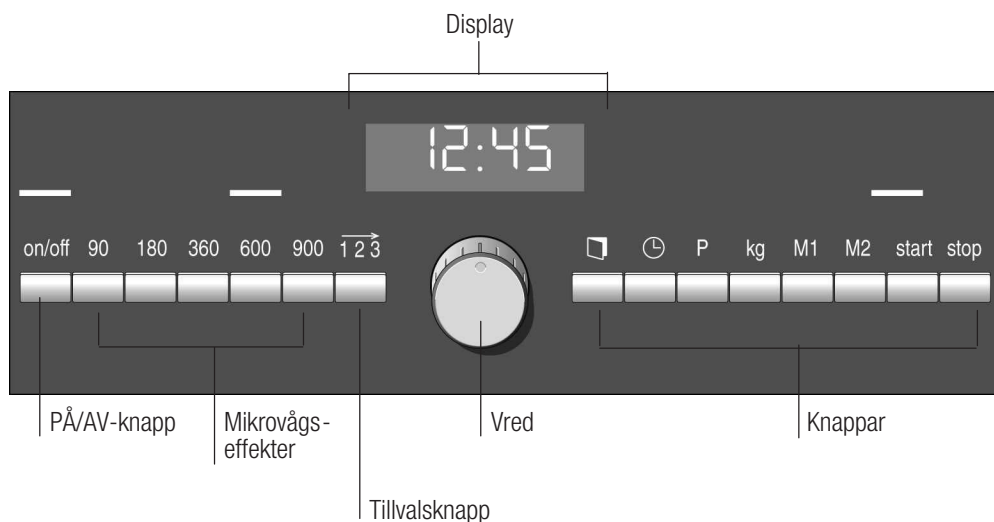 Display
12:45
on/off 90 180 360 600 900 1 2 3 P kg M1 M2 start stop
PÅ/AV-knapp Mikrovågs- Vred Knappar
effekter
Tillvalsknapp